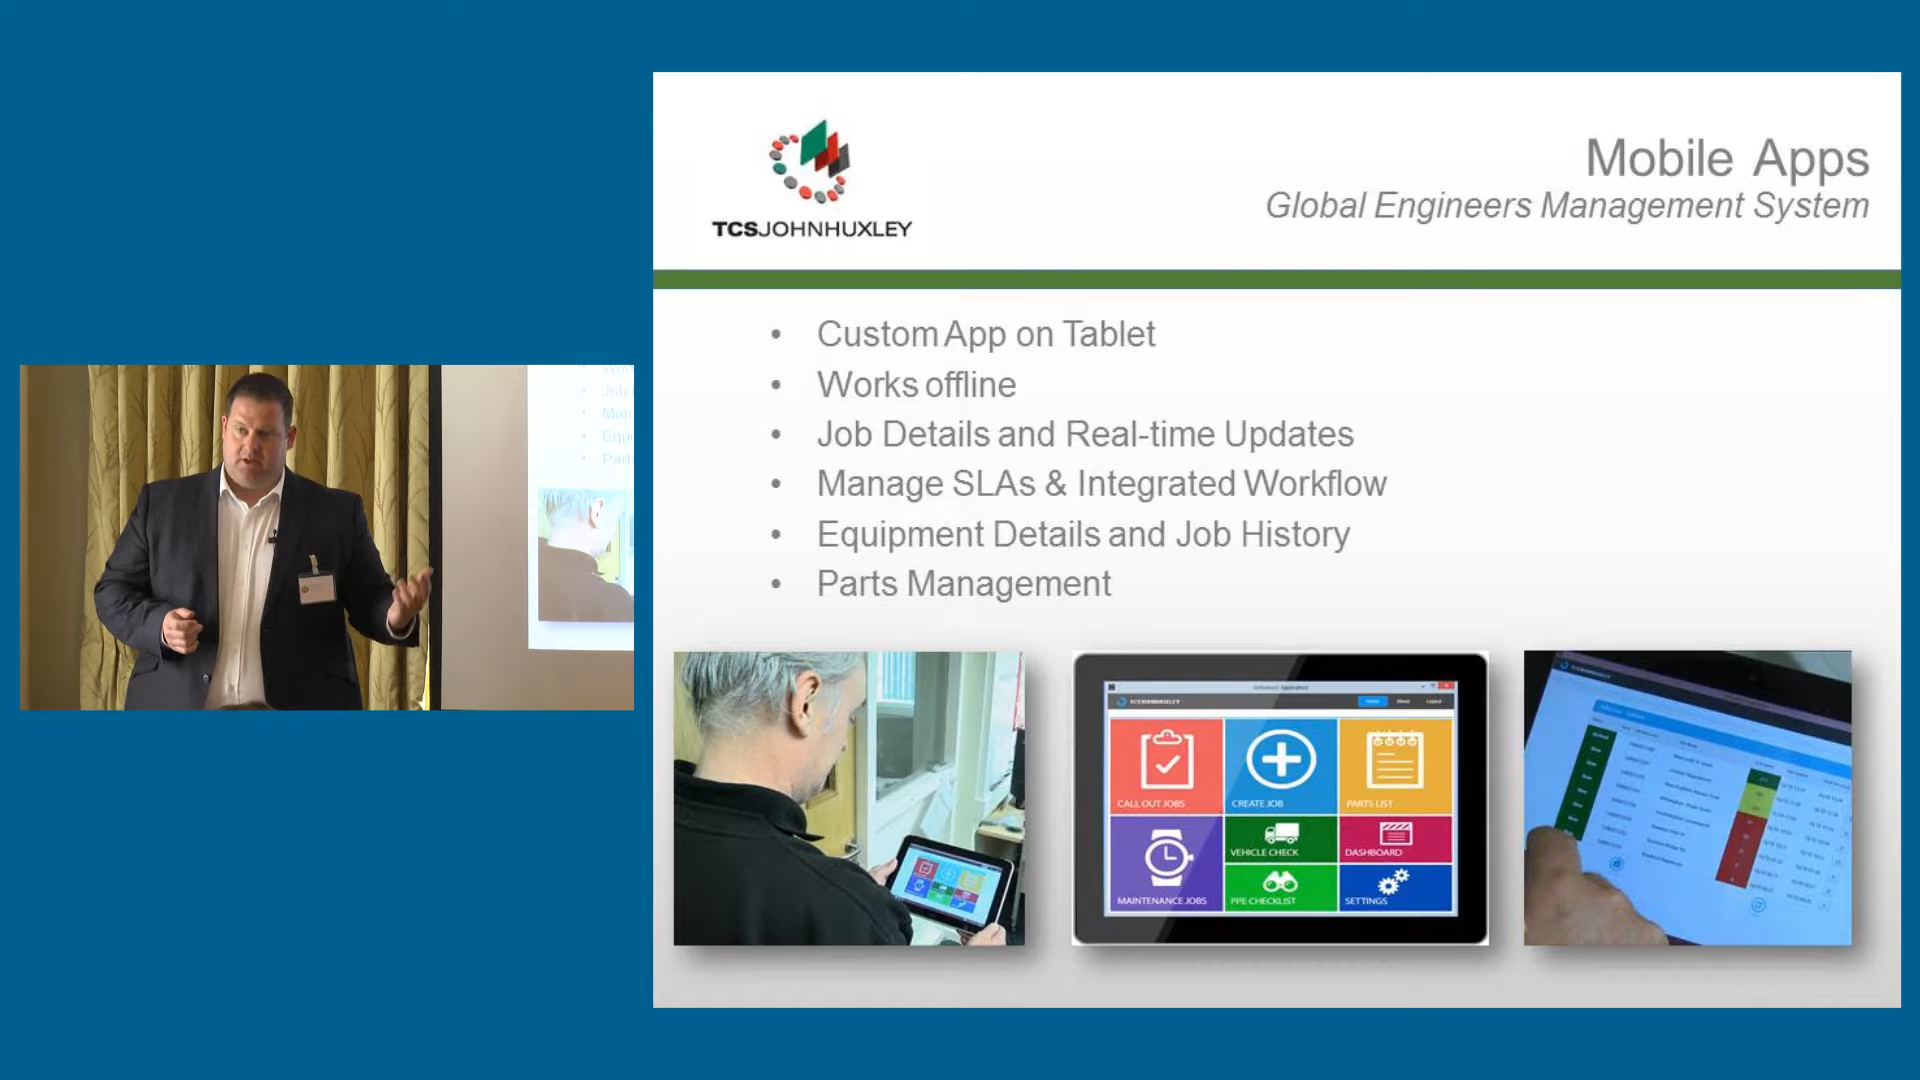 TCSJOHNHUXLEY
Mobile Apps
Global Engineers Management System
• Custom App on Tablet
• Works offline
• Job Details and Real-time Updates
• Manage SLAs & Integrated Workflow
• Equipment Details and Job History
• Parts Management
TCSJOHNHUXLEY
CALL OUT JOBS
CREATE JOB
PARTS LIST
MAINTENANCE JOBS
VEHICLE CHECK
DASHBOARD
PPE CHECKLIST
SETTINGS